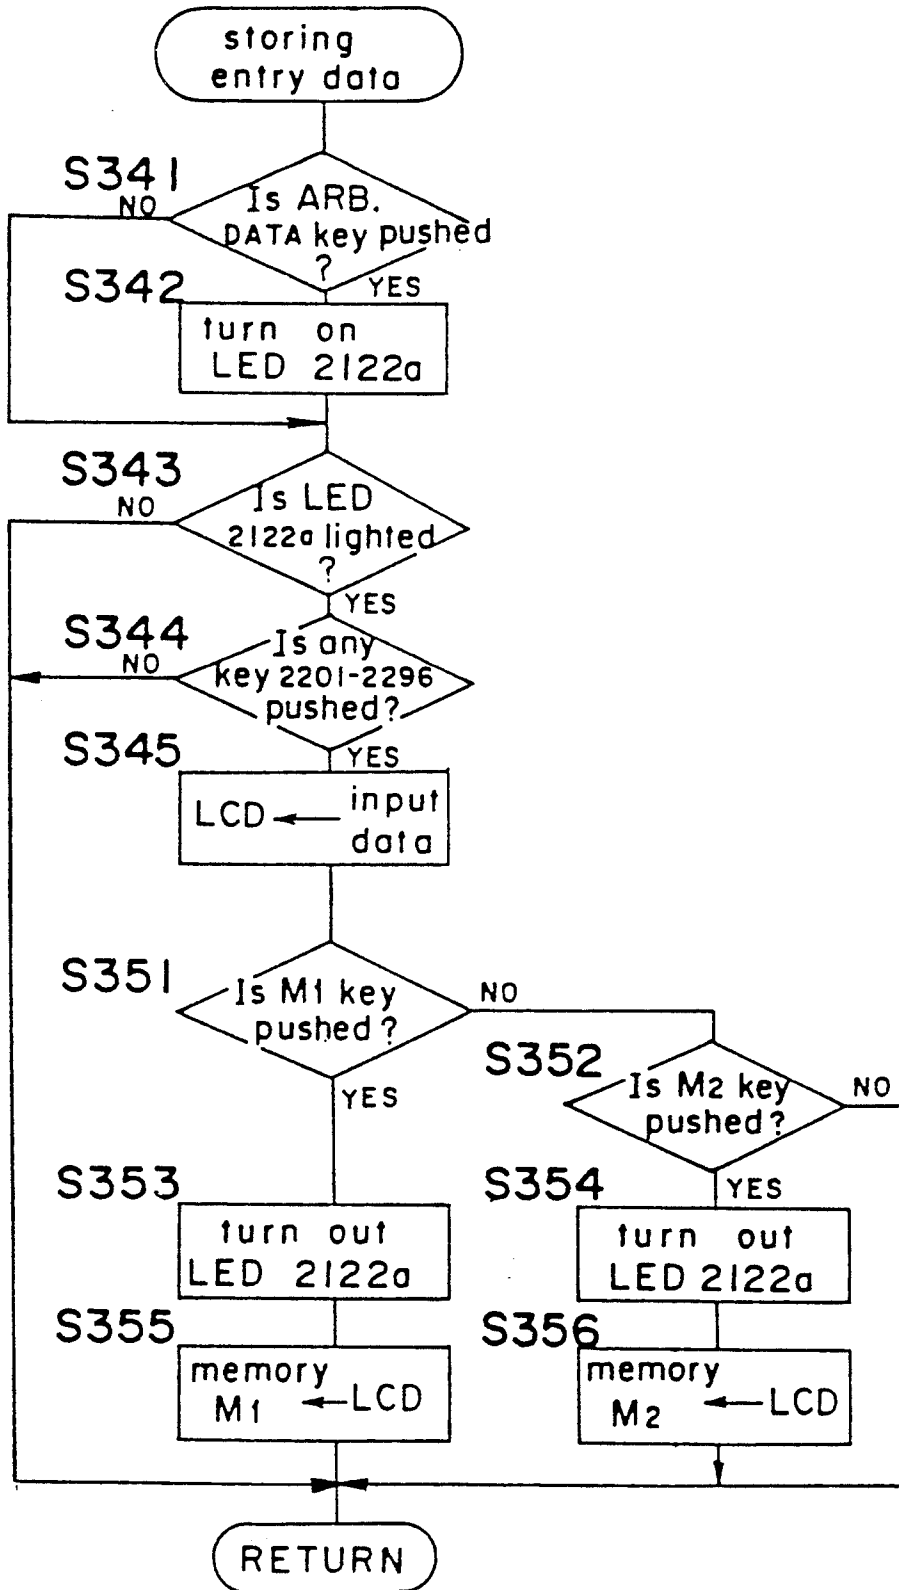 storing
entry data
S341
NO
Is ARB.
DATA key pushed
?
YES
S342
turn on
LED 2122a
S343
NO
Is LED
2122a lighted
?
YES
S344
NO
Is any
key 2201-2296
pushed?
YES
S345
LCD ← input
data
S351
Is M1 key
pushed?
NO
YES
S352
Is M2 key
pushed?
NO
YES
S353
turn out
LED 2122a
S354
turn out
LED 2122a
S355
memory
M1 ← LCD
S356
memory
M2 ← LCD
RETURN